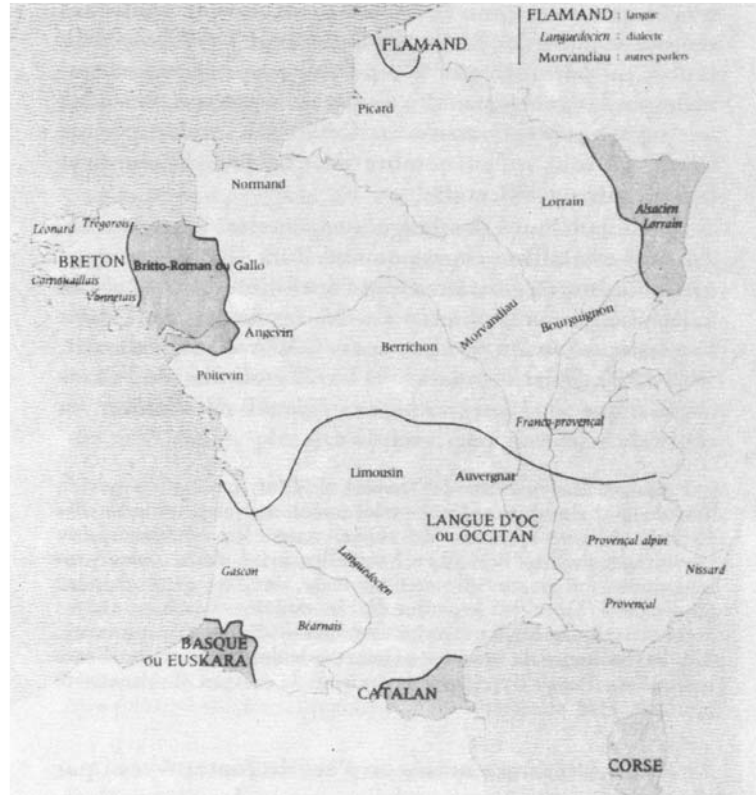 FLAMAND : langue
Languedocien : dialecte
Morvandiau : autres parlers
FLAMAND
Picard
Normand
Lorrain
Alsacien
Lorrain
Léonard
Trégorois
BRETON
Britto-Roman ou Gallo
Cornouaillais
Vannetais
Angevin
Morvandiau
Bourguignon
Berrichon
Poitevin
Franco-provençal
Limousin
Auvergnat
LANGUE D'OC
ou OCCITAN
Provençal alpin
Nissard
Languedocien
Gascon
Provençal
Béarnais
BASQUE
ou EUSKARA
CATALAN
CORSE